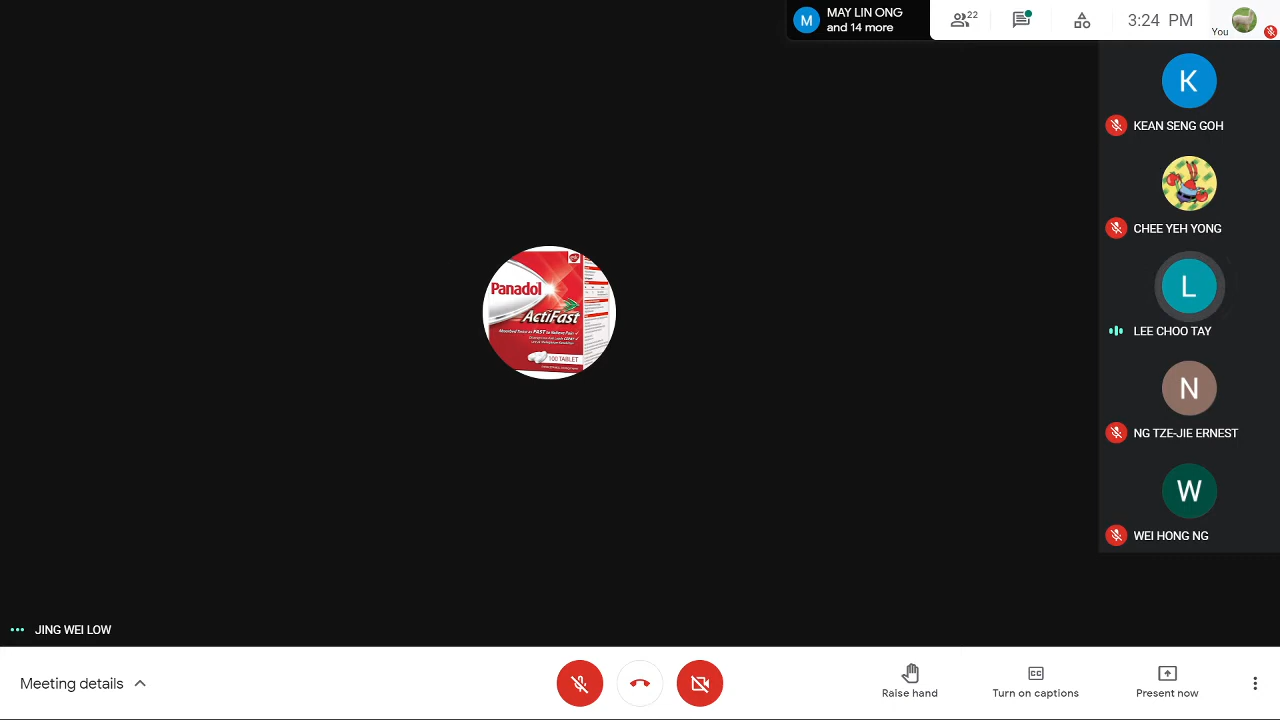 MAY LIN ONG
and 14 more
22
3:24 PM
You
K
KEAN SENG GOH
CHEE YEH YONG
L
LEE CHOO TAY
N
NG TZE-JIE ERNEST
W
WEI HONG NG
M
Panadol
ActiFast
100 TABLET
JING WEI LOW
Meeting details
Raise hand
CC
Turn on captions
Present now